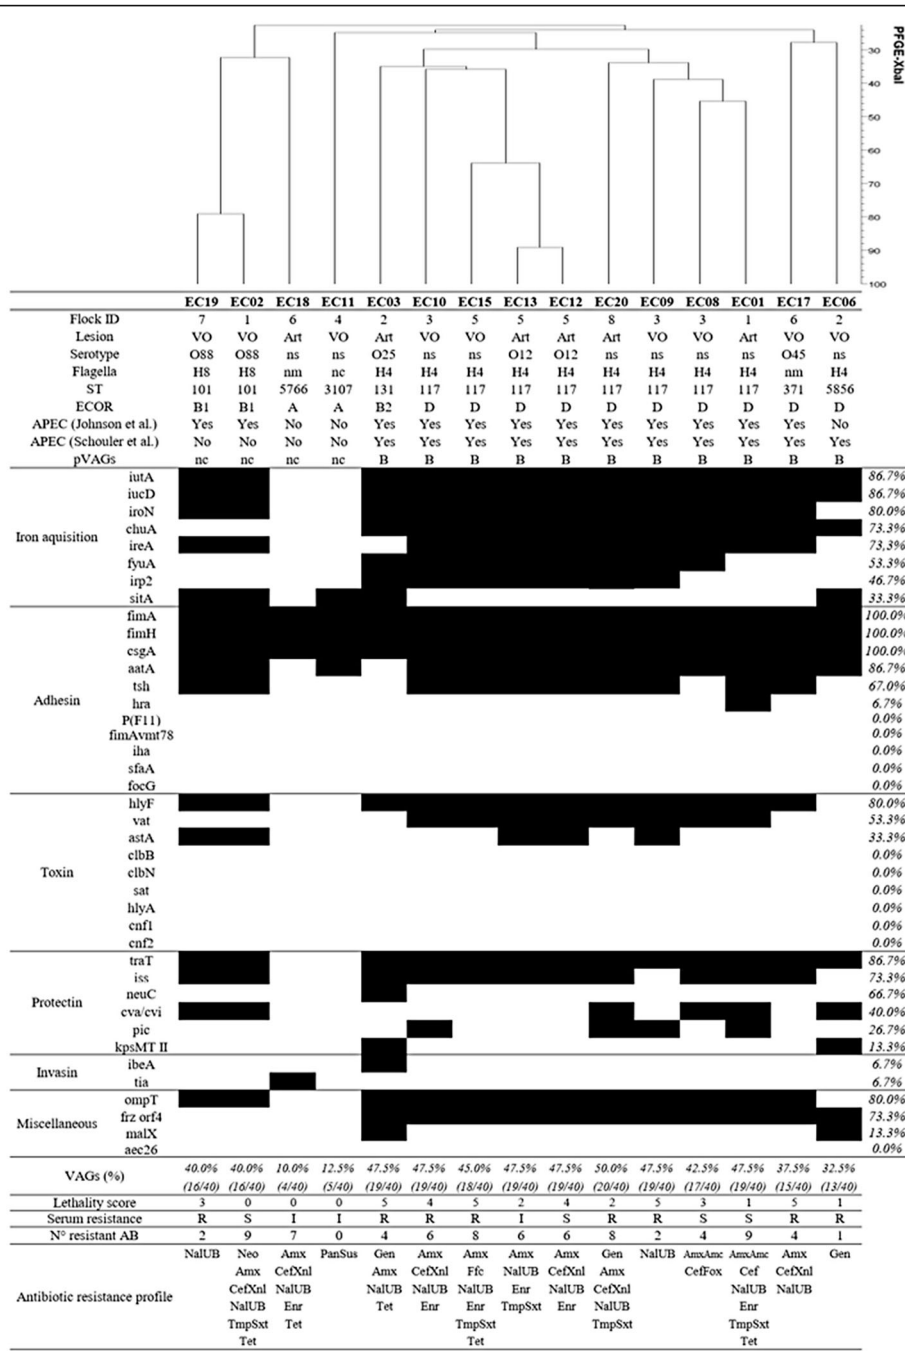 PFGE-XbaI
30
40
50
60
70
80
90
100
EC19 EC02 EC18 EC11 EC03 EC10 EC15 EC13 EC12 EC20 EC09 EC08 EC01 EC17 EC06
Flock ID 7 1 6 4 2 3 5 5 5 8 3 3 1 6 2
Lesion VO VO Art VO Art VO VO Art Art Art VO VO Art VO VO
Serotype O88 O88 ns ns O25 ns ns O12 O12 ns ns ns ns O45 ns
Flagella H8 H8 nm nc H4 H4 H4 H4 H4 H4 H4 H4 H4 nm H4
ST 101 101 5766 3107 131 117 117 117 117 117 117 117 117 371 5856
ECOR B1 B1 A A B2 D D D D D D D D D D
APEC (Johnson et al.) Yes Yes No No Yes Yes Yes Yes Yes Yes Yes Yes Yes Yes No
APEC (Schouler et al.) No No No No Yes Yes Yes Yes Yes Yes Yes Yes Yes Yes Yes
pVAGs nc nc nc nc B B B B B B B B B B B
Iron aquisition
iutA 86.7%
iucD 86.7%
iroN 80.0%
chuA 73.3%
ireA 73,3%
fyuA 53.3%
irp2 46.7%
sitA 33.3%
Adhesin
fimA 100.0%
fimH 100.0%
csgA 100.0%
aatA 86.7%
tsh 67.0%
hra 6.7%
P(F11) 0.0%
fimAvmt78 0.0%
iha 0.0%
sfaA 0.0%
focG 0.0%
Toxin
hlyF 80.0%
vat 53.3%
astA 33.3%
clbB 0.0%
clbN 0.0%
sat 0.0%
hlyA 0.0%
cnf1 0.0%
cnf2 0.0%
Protectin
traT 86.7%
iss 73.3%
neuC 66.7%
cva/cvi 40.0%
pic 26.7%
kpsMT II 13.3%
Invasin
ibeA 6.7%
tia 6.7%
Miscellaneous
ompT 80.0%
frz orf4 73.3%
malX 13.3%
aec26 0.0%
VAGs (%) 40.0% 40.0% 10.0% 12.5% 47.5% 47.5% 45.0% 47.5% 47.5% 50.0% 47.5% 42.5% 47.5% 37.5% 32.5%
(16/40) (16/40) (4/40) (5/40) (19/40) (19/40) (18/40) (19/40) (19/40) (20/40) (19/40) (17/40) (19/40) (15/40) (13/40)
Lethality score 3 0 0 0 5 4 5 2 4 2 5 3 1 5 1
Serum resistance R S I I R R R I S R R S S R R
N° resistant AB 2 9 7 0 4 6 8 6 6 8 2 4 9 4 1
Antibiotic resistance profile
NalUB Neo Amx PanSus Gen Amx Amx Amx Amx Gen NalUB AmxAmc AmxAmc Amx Gen
Amx CefXnl Amx CefXnl Ffc NalUB CefXnl Amx CefFox Cef CefXnl
CefXnl NalUB NalUB NalUB NalUB Enr NalUB CefXnl NalUB NalUB
NalUB Enr Tet Enr Enr TmpSxt Enr NalUB Enr
TmpSxt Tet TmpSxt TmpSxt TmpSxt
Tet Tet Tet